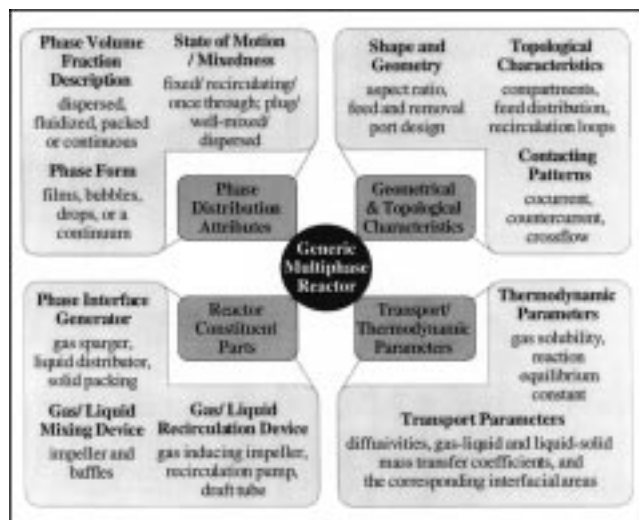 Phase Volume
Fraction
Description
dispersed,
fluidized, packed
or continuous
Phase Form
films, bubbles,
drops, or a
continuum
State of Motion
/ Mixedness
fixed/ recirculating/
once through; plug/
well-mixed/
dispersed
Phase
Distribution
Attributes
Shape and
Geometry
aspect ratio,
feed and removal
port design
Topological
Characteristics
compartments,
feed distribution,
recirculation loops
Contacting
Patterns
cocurrent,
countercurrent,
crossflow
Geometrical
& Topological
Characteristics
Generic
Multiphase
Reactor
Phase Interface
Generator
gas sparger,
liquid distributor,
solid packing
Reactor
Constituent
Parts
Gas/ Liquid
Mixing Device
impeller and
baffles
Gas/ Liquid
Recirculation Device
gas inducing impeller,
recirculation pump,
draft tube
Transport/
Thermodynamic
Parameters
Thermodynamic
Parameters
gas solubility,
reaction
equilibrium
constant
Transport Parameters
diffusivities, gas-liquid and liquid-solid
mass transfer coefficients, and
the corresponding interfacial areas